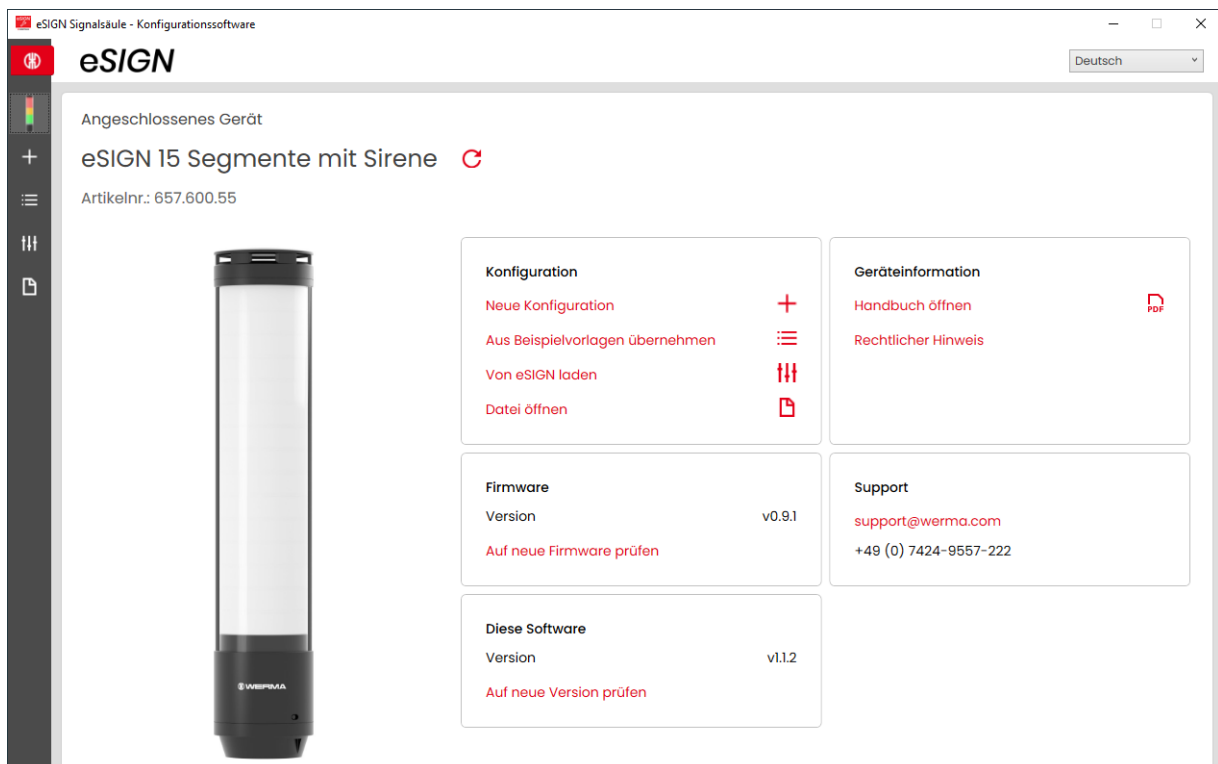 eSIGN Signalsäule - Konfigurationssoftware
eSIGN
Deutsch
Angeschlossenes Gerät
eSIGN 15 Segmente mit Sirene
Artikelnr.: 657.600.55
Konfiguration
Neue Konfiguration
Aus Beispielvorlagen übernehmen
Von eSIGN laden
Datei öffnen
Geräteinformation
Handbuch öffnen
PDF
Rechtlicher Hinweis
Firmware
Version v0.9.1
Auf neue Firmware prüfen
Support
support@werma.com
+49 (0) 7424-9557-222
Diese Software
Version v1.1.2
Auf neue Version prüfen
WERMA